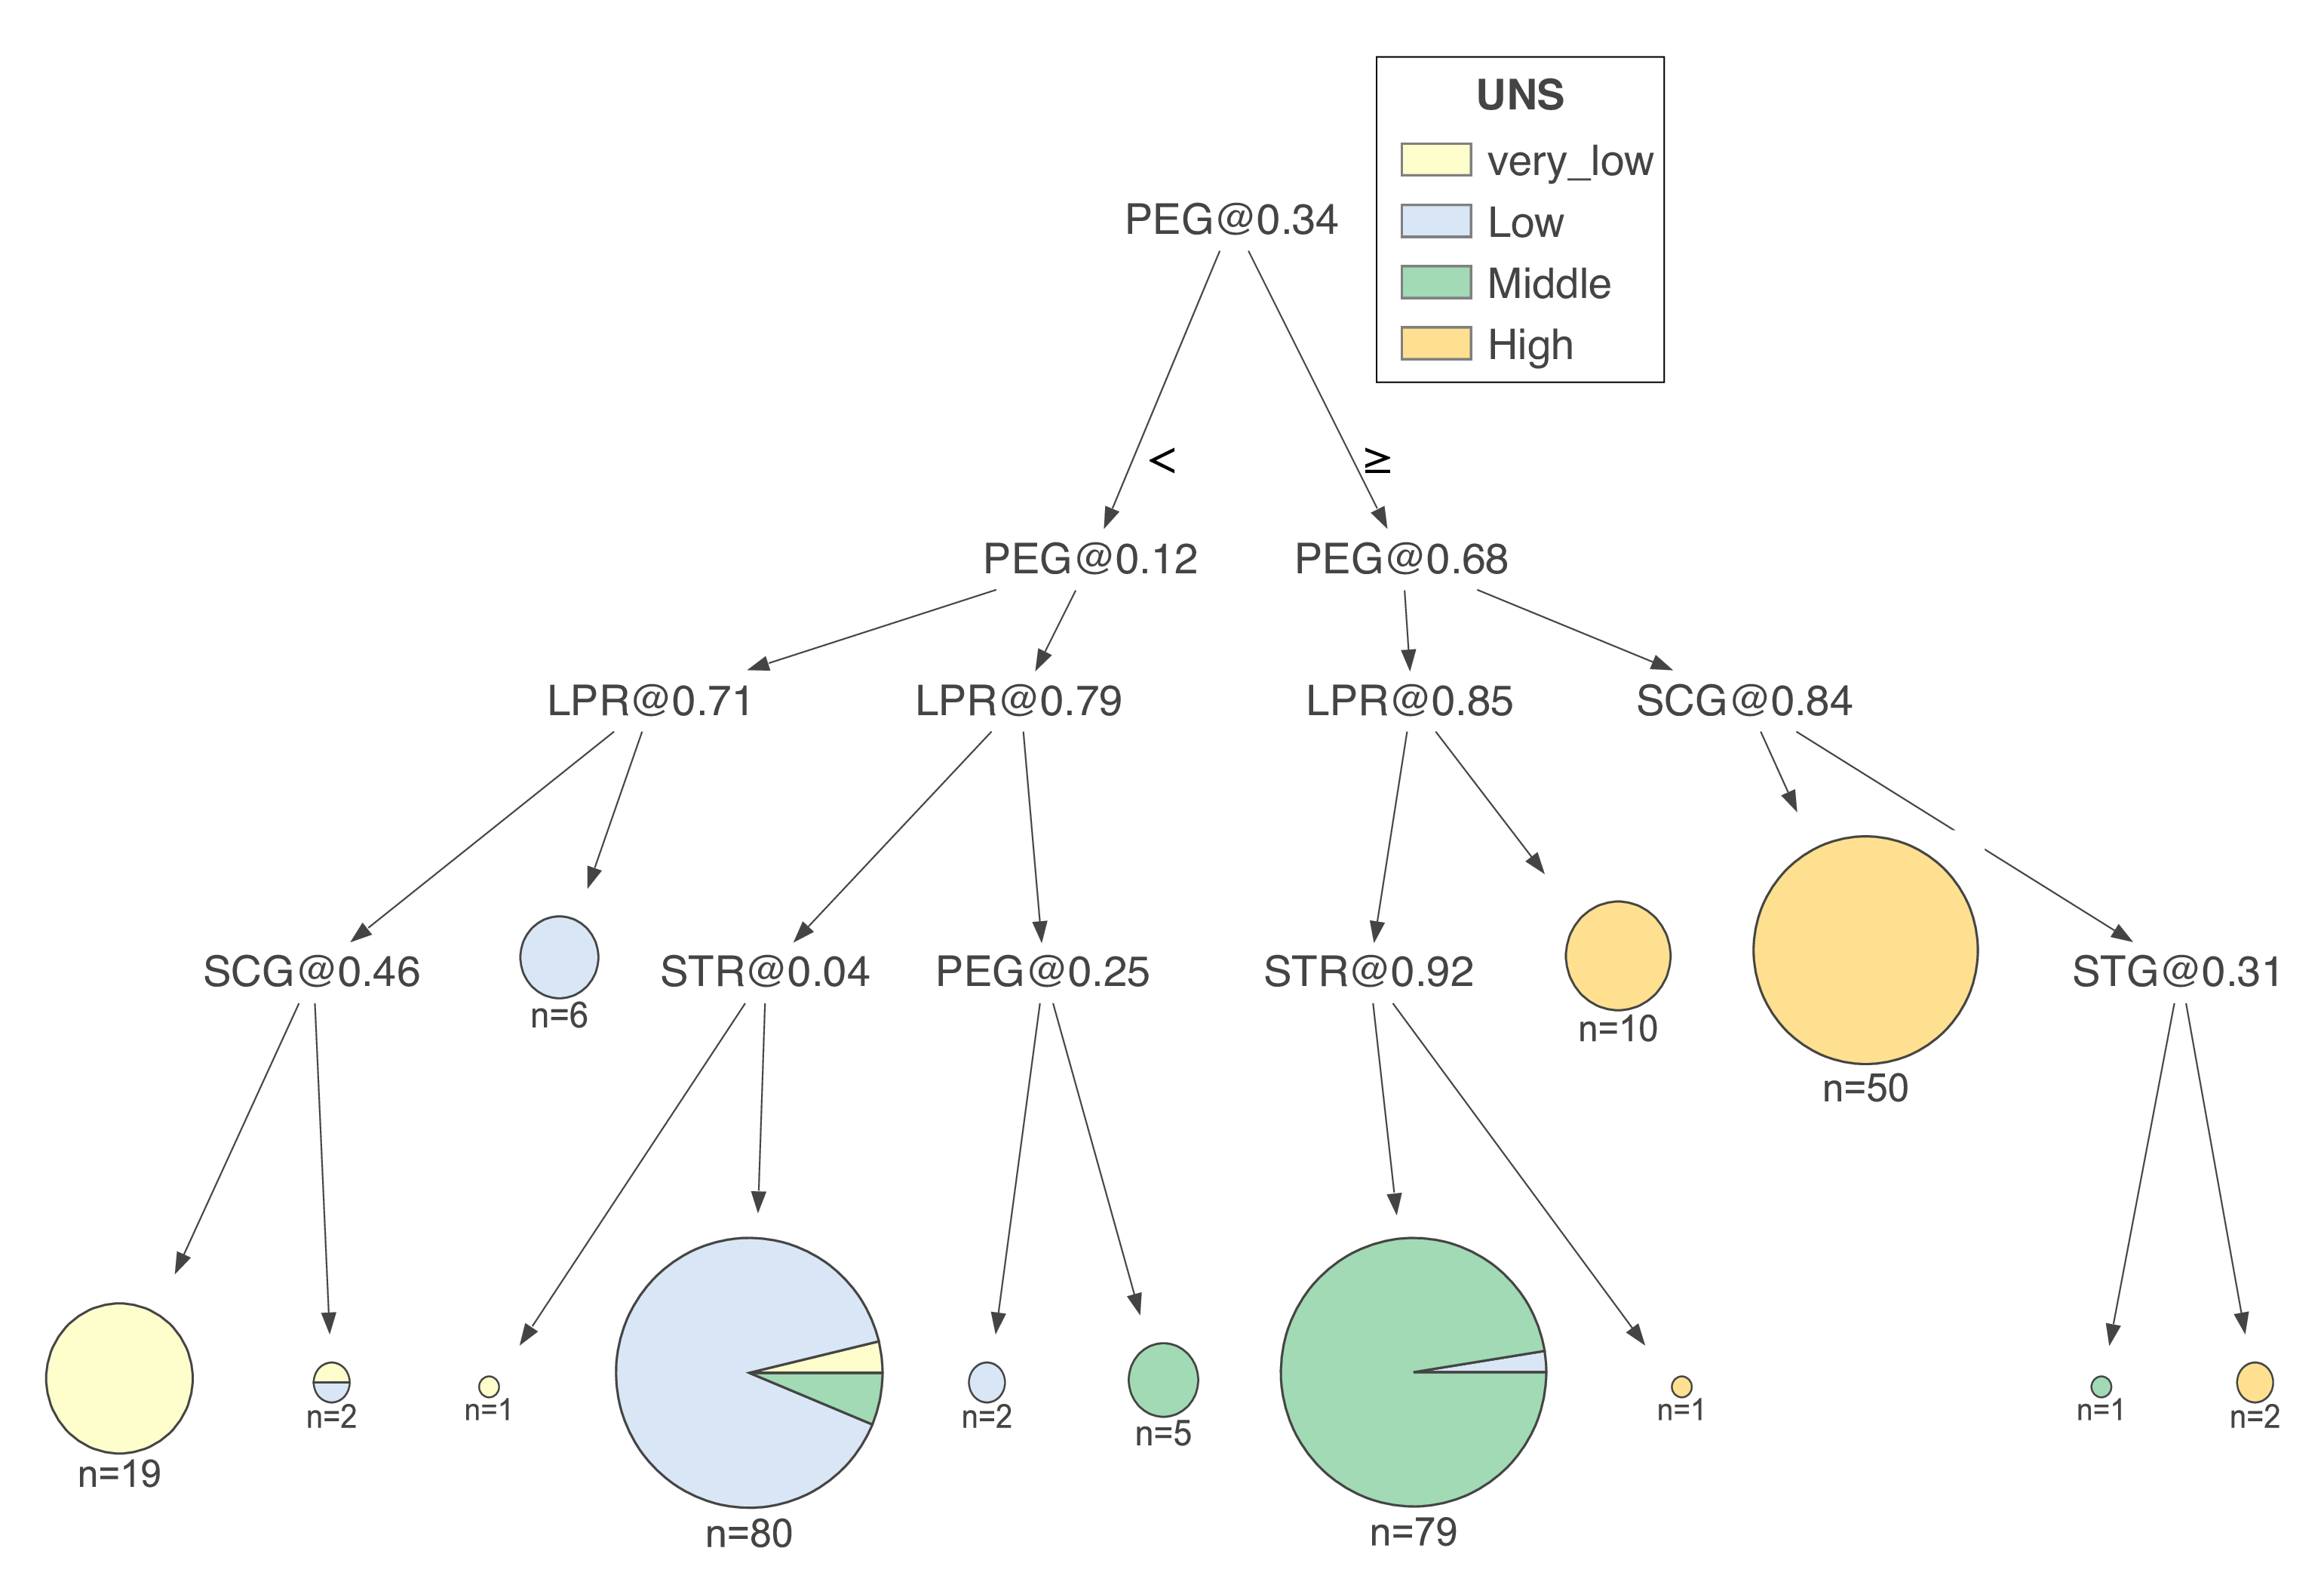 UNS
very_low
Low
Middle
High
PEG@0.34
<
≥
PEG@0.12
PEG@0.68
LPR@0.71
LPR@0.79
LPR@0.85
SCG@0.84
SCG@0.46
n=6
STR@0.04
PEG@0.25
STR@0.92
n=10
n=50
STG@0.31
n=19
n=2
n=1
n=80
n=2
n=5
n=79
n=1
n=1
n=2